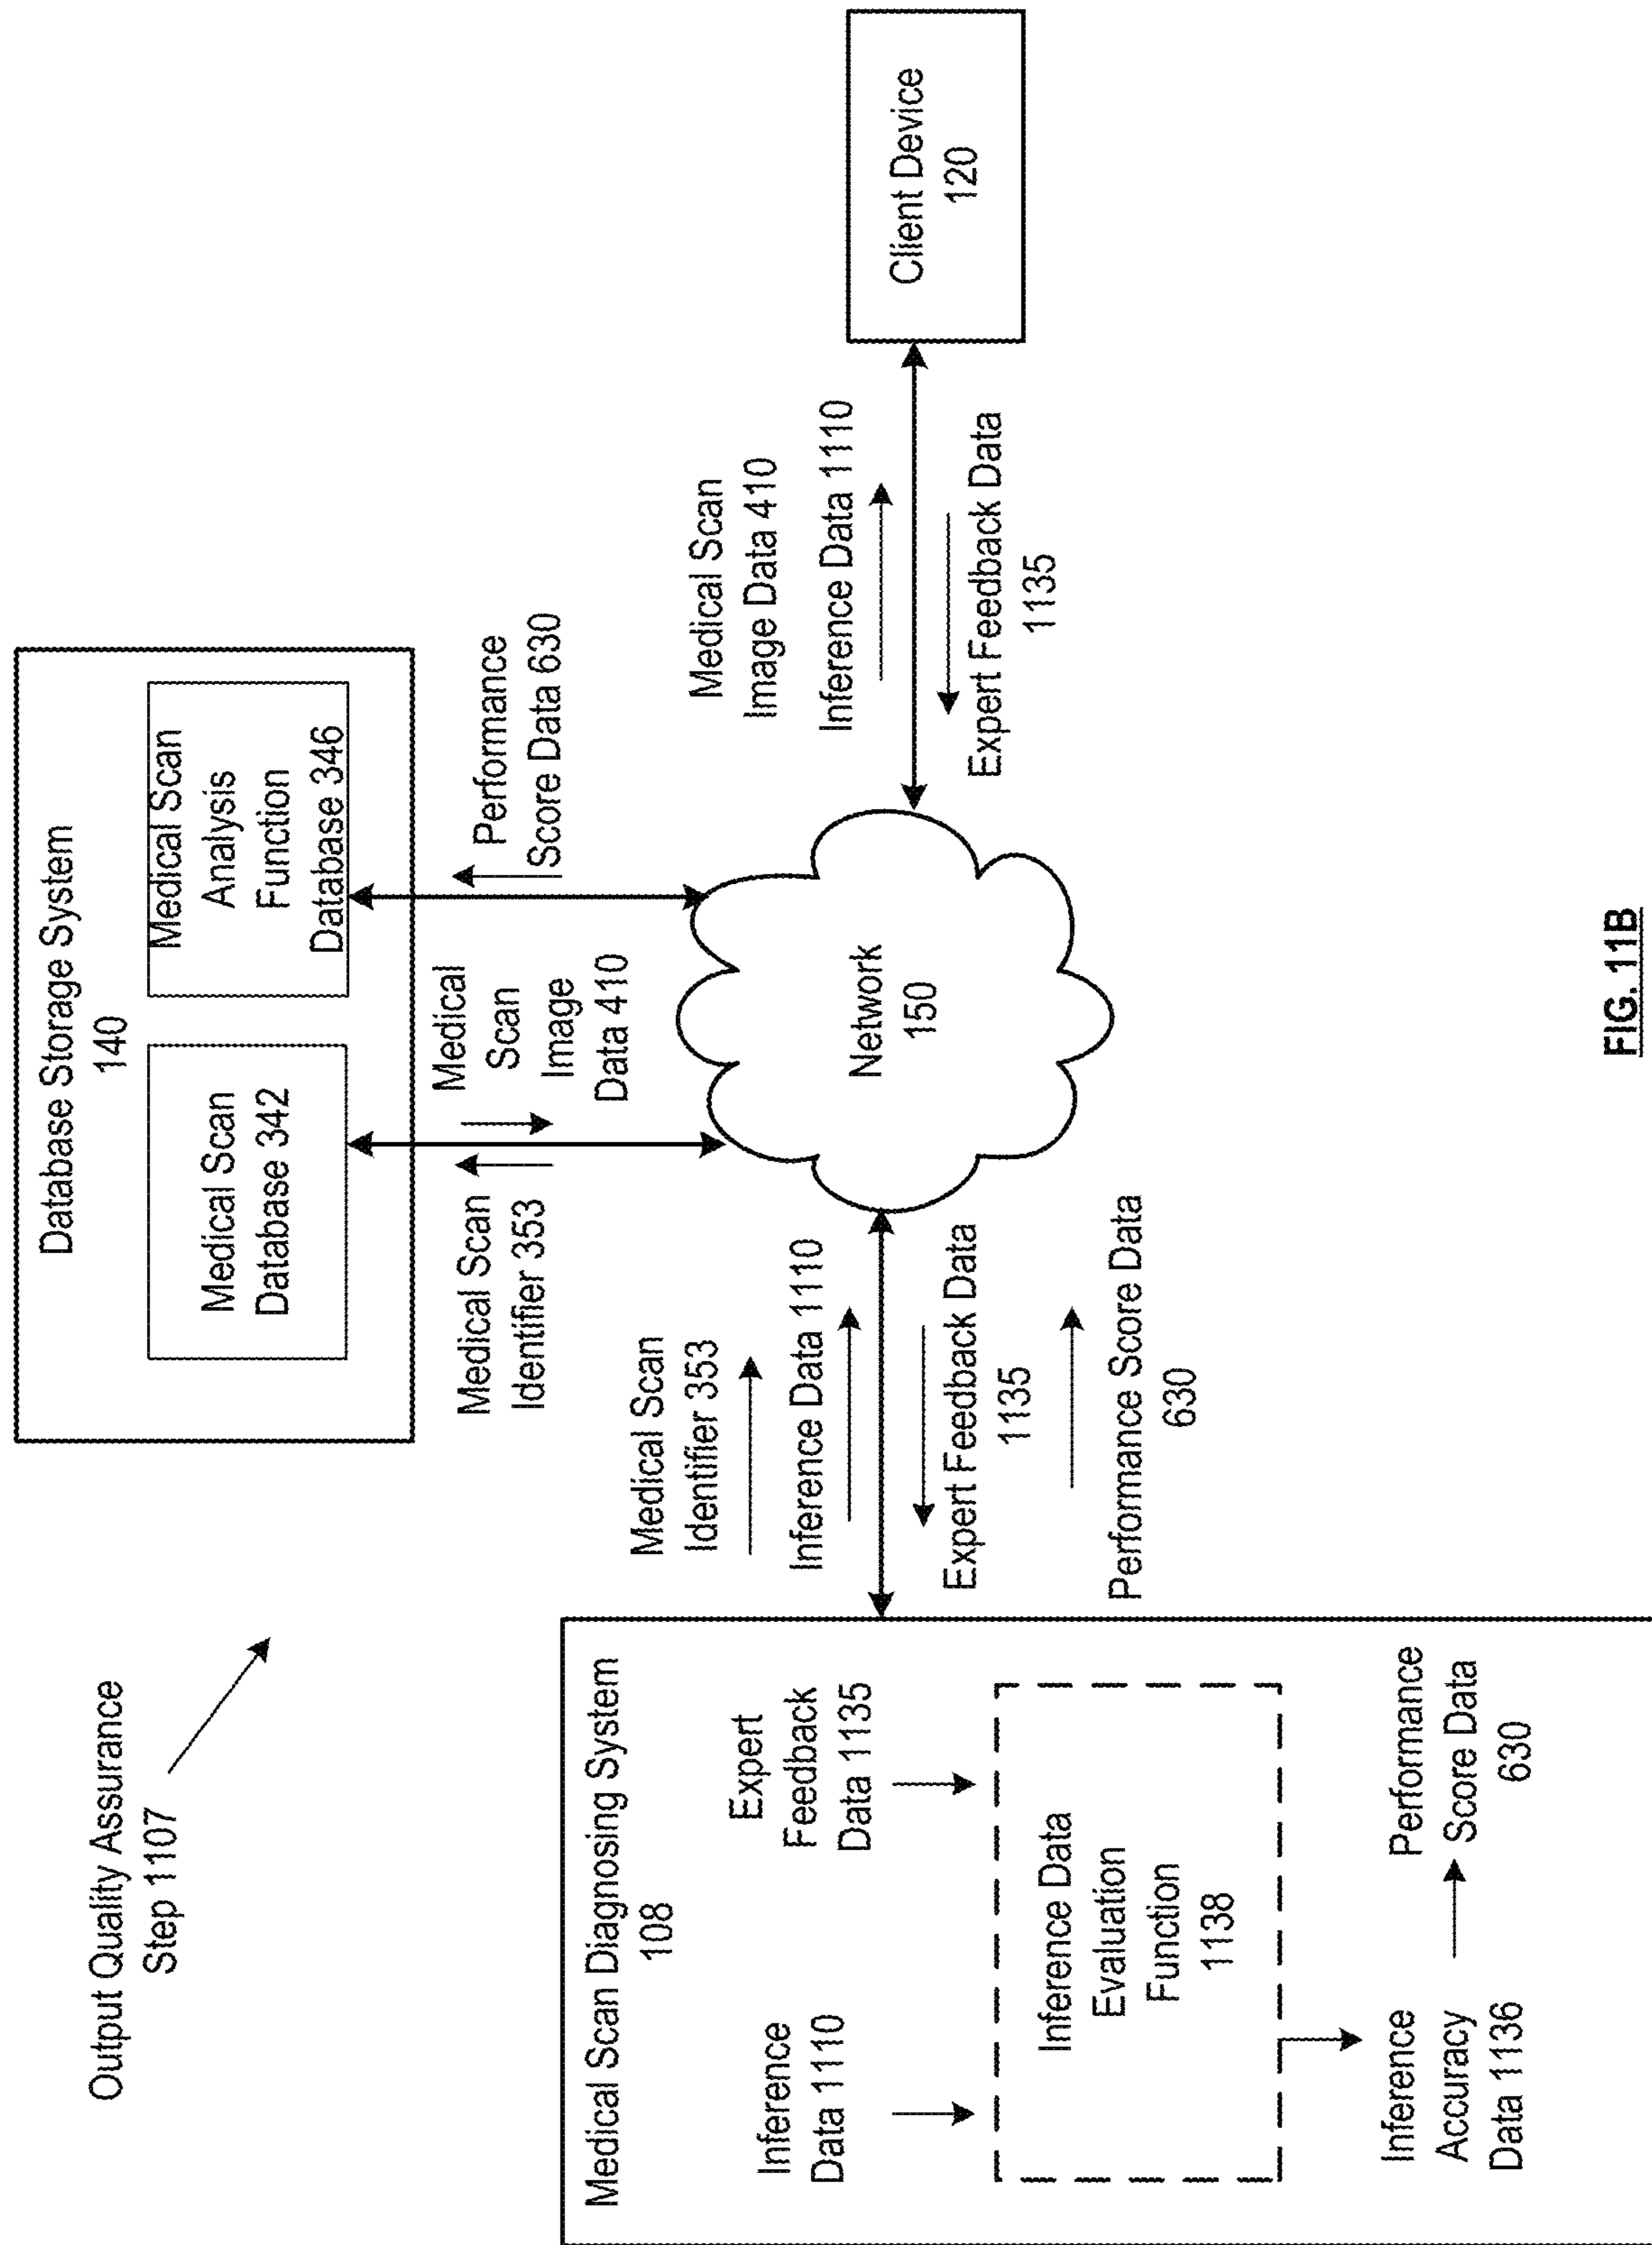 Output Quality Assurance
Step 1107
Database Storage System
140
Medical Scan
Database 342
Medical Scan
Analysis
Function
Database 346
Medical Scan
Identifier 353
Medical
Scan
Image
Data 410
Performance
Score Data 630
Medical Scan Diagnosing System
108
Inference
Data 1110
Expert
Feedback
Data 1135
Inference Data
Evaluation
Function
1138
Inference
Accuracy
Data 1136
Performance
Score Data
630
Medical Scan
Identifier 353
Inference Data 1110
Expert Feedback Data
1135
Performance Score Data
630
Network
150
Medical Scan
Image Data 410
Inference Data 1110
Expert Feedback Data
1135
Client Device
120
FIG. 11B